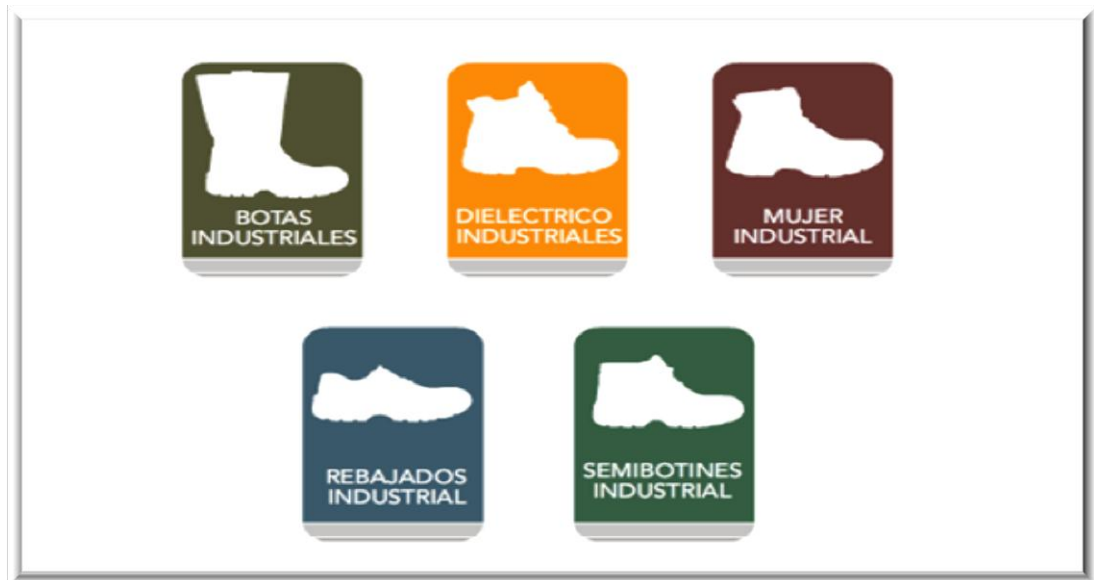 BOTAS
INDUSTRIALES
DIELECTRICO
INDUSTRIALES
MUJER
INDUSTRIAL
REBAJADOS
INDUSTRIAL
SEMIBOTINES
INDUSTRIAL